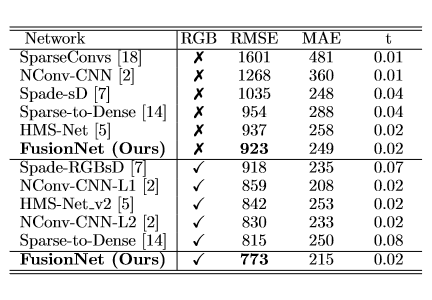 Network RGB RMSE MAE t
SparseConvs [18] ✗ 1601 481 0.01
NConv-CNN [2] ✗ 1268 360 0.01
Spade-sD [7] ✗ 1035 248 0.04
Sparse-to-Dense [14] ✗ 954 288 0.04
HMS-Net [5] ✗ 937 258 0.02
FusionNet (Ours) ✗ 923 249 0.02
Spade-RGBsD [7] ✓ 918 235 0.07
NConv-CNN-L1 [2] ✓ 859 208 0.02
HMS-Net_v2 [5] ✓ 842 253 0.02
NConv-CNN-L2 [2] ✓ 830 233 0.02
Sparse-to-Dense [14] ✓ 815 250 0.08
FusionNet (Ours) ✓ 773 215 0.02